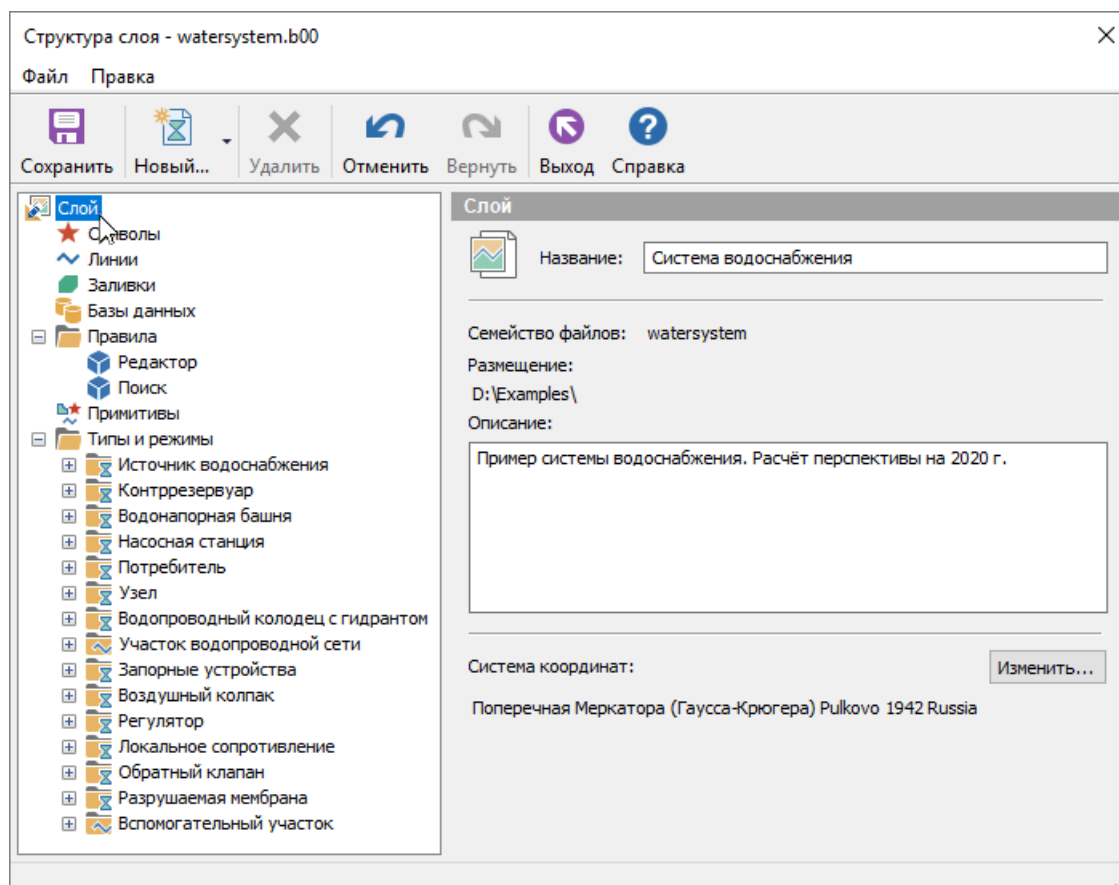 Структура слоя - watersystem.b00
Файл Правка
Сохранить Новый... Удалить Отменить Вернуть Выход Справка
Слой
Символы
Линии
Заливки
Базы данных
Правила
Редактор
Поиск
Примитивы
Типы и режимы
Источник водоснабжения
Контррезервуар
Водонапорная башня
Насосная станция
Потребитель
Узел
Водопроводный колодец с гидрантом
Участок водопроводной сети
Запорные устройства
Воздушный колпак
Регулятор
Локальное сопротивление
Обратный клапан
Разрушаемая мембрана
Вспомогательный участок
Слой
Название: Система водоснабжения
Семейство файлов: watersystem
Размещение:
D:\Examples\
Описание:
Пример системы водоснабжения. Расчёт перспективы на 2020 г.
Система координат: Изменить...
Поперечная Меркатора (Гаусса-Крюгера) Pulkovo 1942 Russia